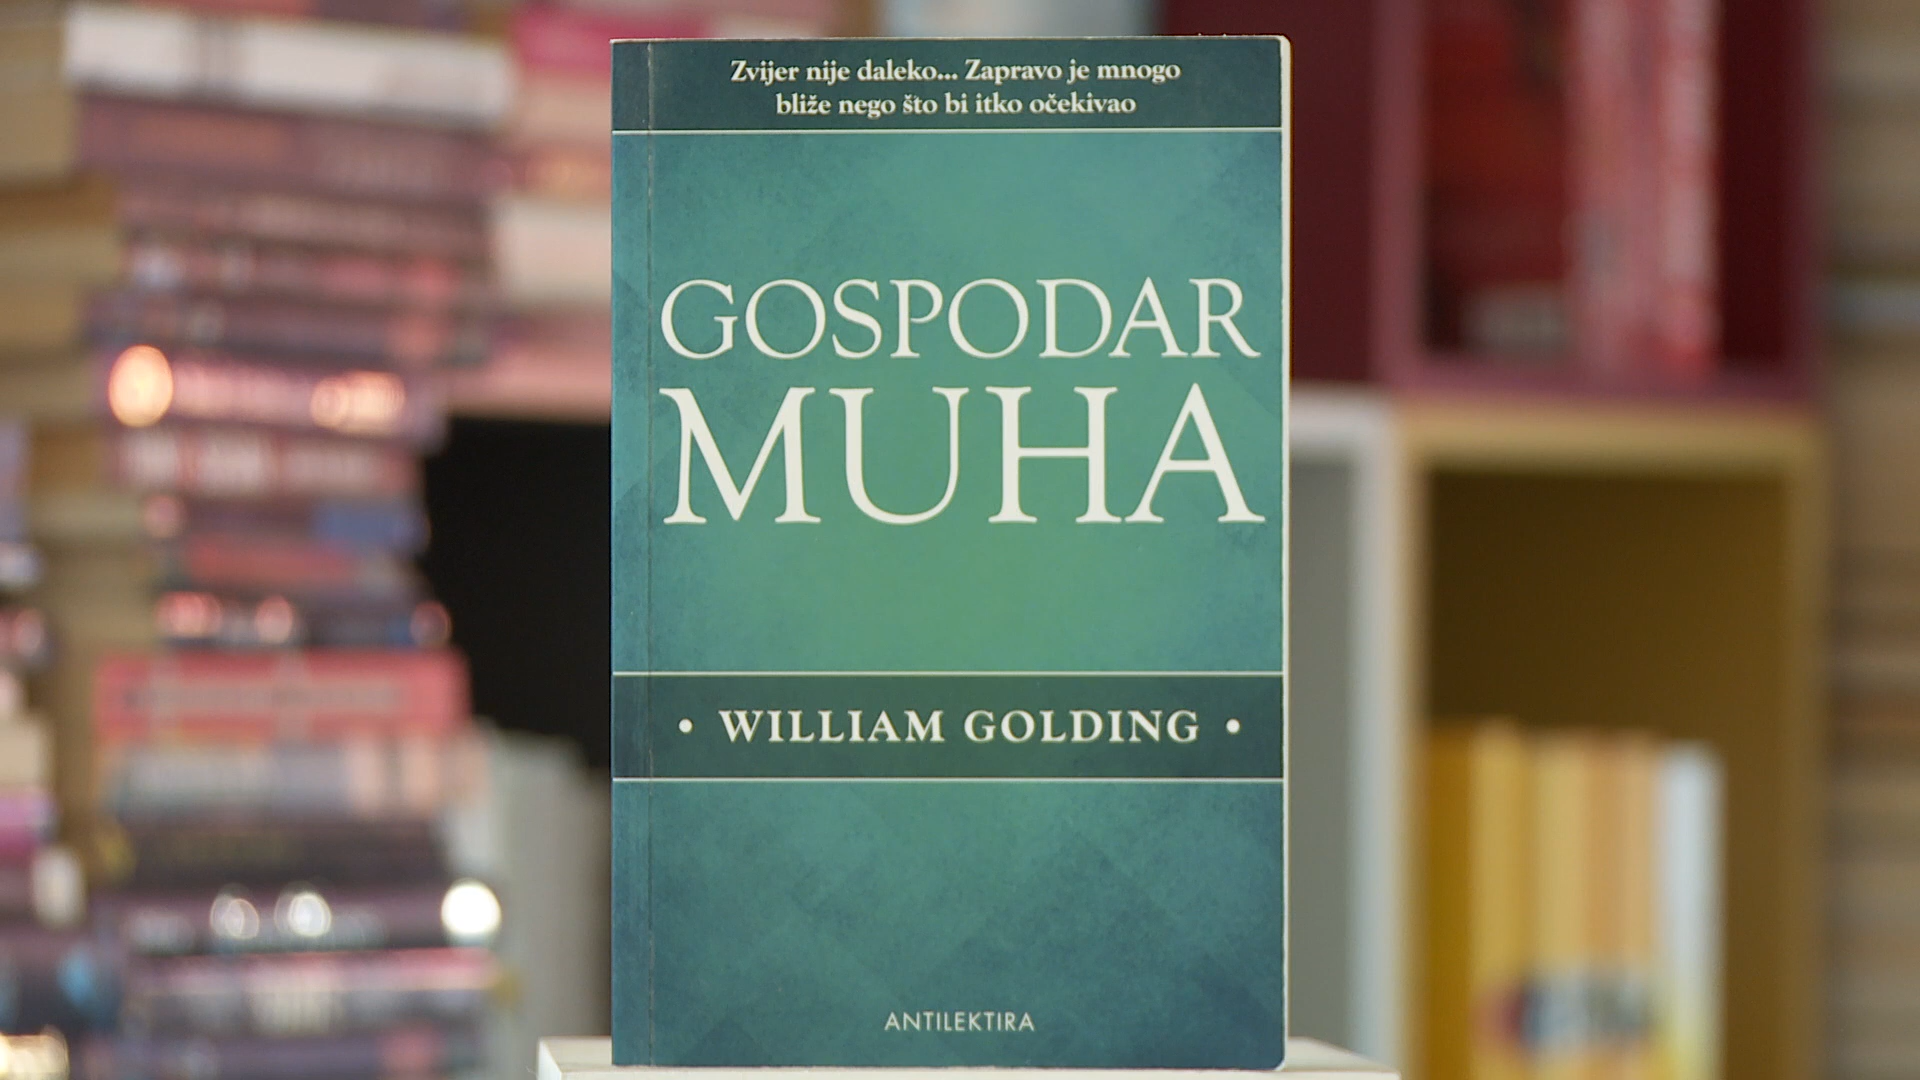 Zvijer nije daleko... Zapravo je mnogo
bliže nego što bi itko očekivao
GOSPODAR
MUHA
• WILLIAM GOLDING •
ANTILEKTIRA